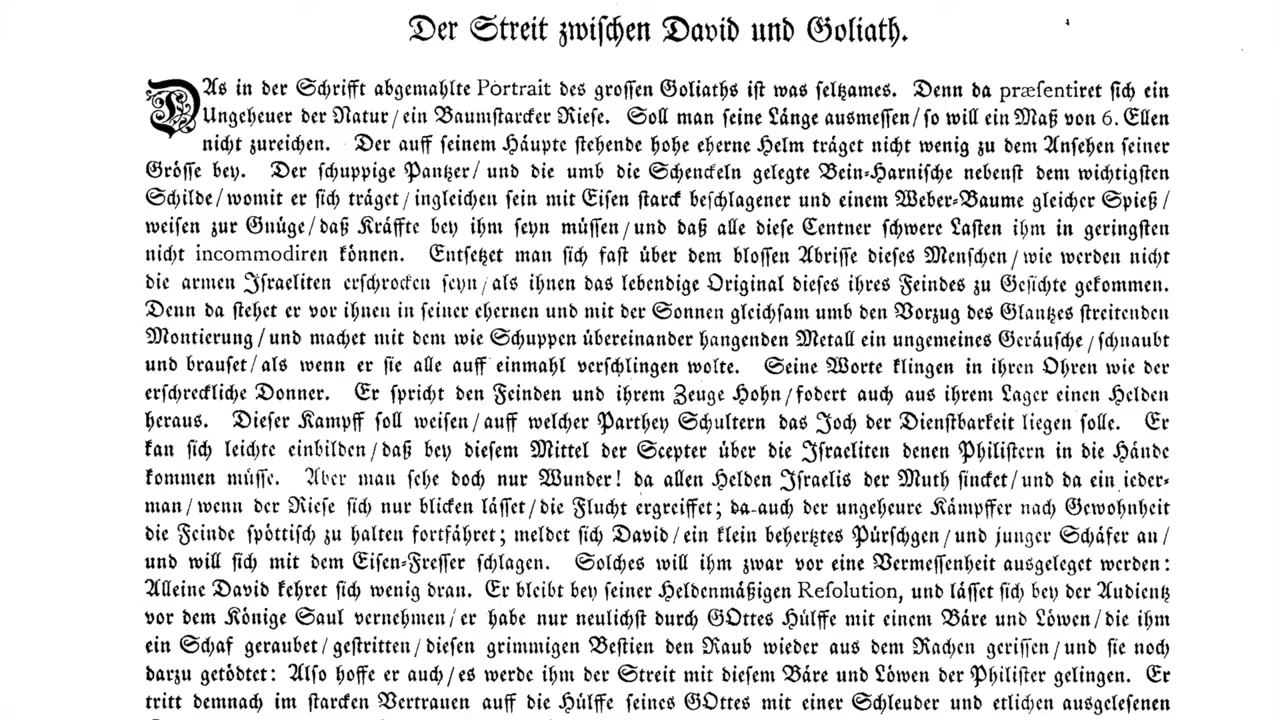 Der Streit zwischen David und Goliath.
DAs in der Schrifft abgemahlte Portrait des grossen Goliaths ist was seltzames. Denn da præsentiret sich ein
Ungeheuer der Natur/ ein Baumstarcker Riese. Soll man seine Länge ausmessen/ so will ein Maß von 6. Ellen
nicht zureichen. Der auff seinem Häupte stehende hohe eherne Helm träget nicht wenig zu dem Ansehen seiner
Grösse bey. Der schuppige Pantzer/ und die umb die Schenckeln gelegte Bein-Harnische nebenst dem wichtigsten
Schilde/ womit er sich träget/ ingleichen sein mit Eisen starck beschlagener und einem Weber-Baume gleicher Spieß/
weisen zur Gnüge/ daß Kräffte bey ihm seyn müssen/ und daß alle diese Centner schwere Lasten ihm in geringsten
nicht incommodiren können. Entsetzet man sich fast über dem blossen Abrisse dieses Menschen/ wie werden nicht
die armen Israeliten erschrocken seyn/ als ihnen das lebendige Original dieses ihres Feindes zu Gesichte gekommen.
Denn da stehet er vor ihnen in seiner ehernen und mit der Sonnen gleichsam umb den Vorzug des Glantzes streitenden
Montierung/ und machet mit dem wie Schuppen übereinander hangenden Metall ein ungemeines Geräusche/ schnaubt
und brauset/ als wenn er sie alle auff einmahl verschlingen wolte. Seine Worte klingen in ihren Ohren wie der
erschreckliche Donner. Er spricht den Feinden und ihrem Zeuge Hohn/ fodert auch aus ihrem Lager einen Helden
heraus. Dieser Kampff soll weisen/ auff welcher Parthey Schultern das Joch der Dienstbarkeit liegen solle. Er
kan sich leichte einbilden/ daß bey diesem Mittel der Scepter über die Israeliten denen Philistern in die Hände
kommen müsse. Aber man sehe doch nur Wunder! da allen Helden Israelis der Muth sincket/ und da ein ieder-
man/ wenn der Riese sich nur blicken lässet/ die Flucht ergreiffet; da auch der ungeheure Kämpffer nach Gewohnheit
die Feinde spöttisch zu halten fortfähret; meldet sich David/ ein klein behertztes Pürschgen/ und junger Schäfer an/
und will sich mit dem Eisen-Fresser schlagen. Solches will ihm zwar vor eine Vermessenheit ausgeleget werden:
Alleine David kehret sich wenig dran. Er bleibt bey seiner Heldenmäßigen Resolution, und lässet sich bey der Audientz
vor dem Könige Saul vernehmen/ er habe nur neulichst durch GOttes Hülffe mit einem Bäre und Löwen/ die ihm
ein Schaf geraubet/ gestritten/ diesen grimmigen Bestien den Raub wieder aus dem Rachen gerissen/ und sie noch
darzu getödtet: Also hoffe er auch/ es werde ihm der Streit mit diesem Bäre und Löwen der Philister gelingen. Er
tritt demnach im starcken Vertrauen auff die Hülffe seines GOttes mit einer Schleuder und etlichen ausgelesenen